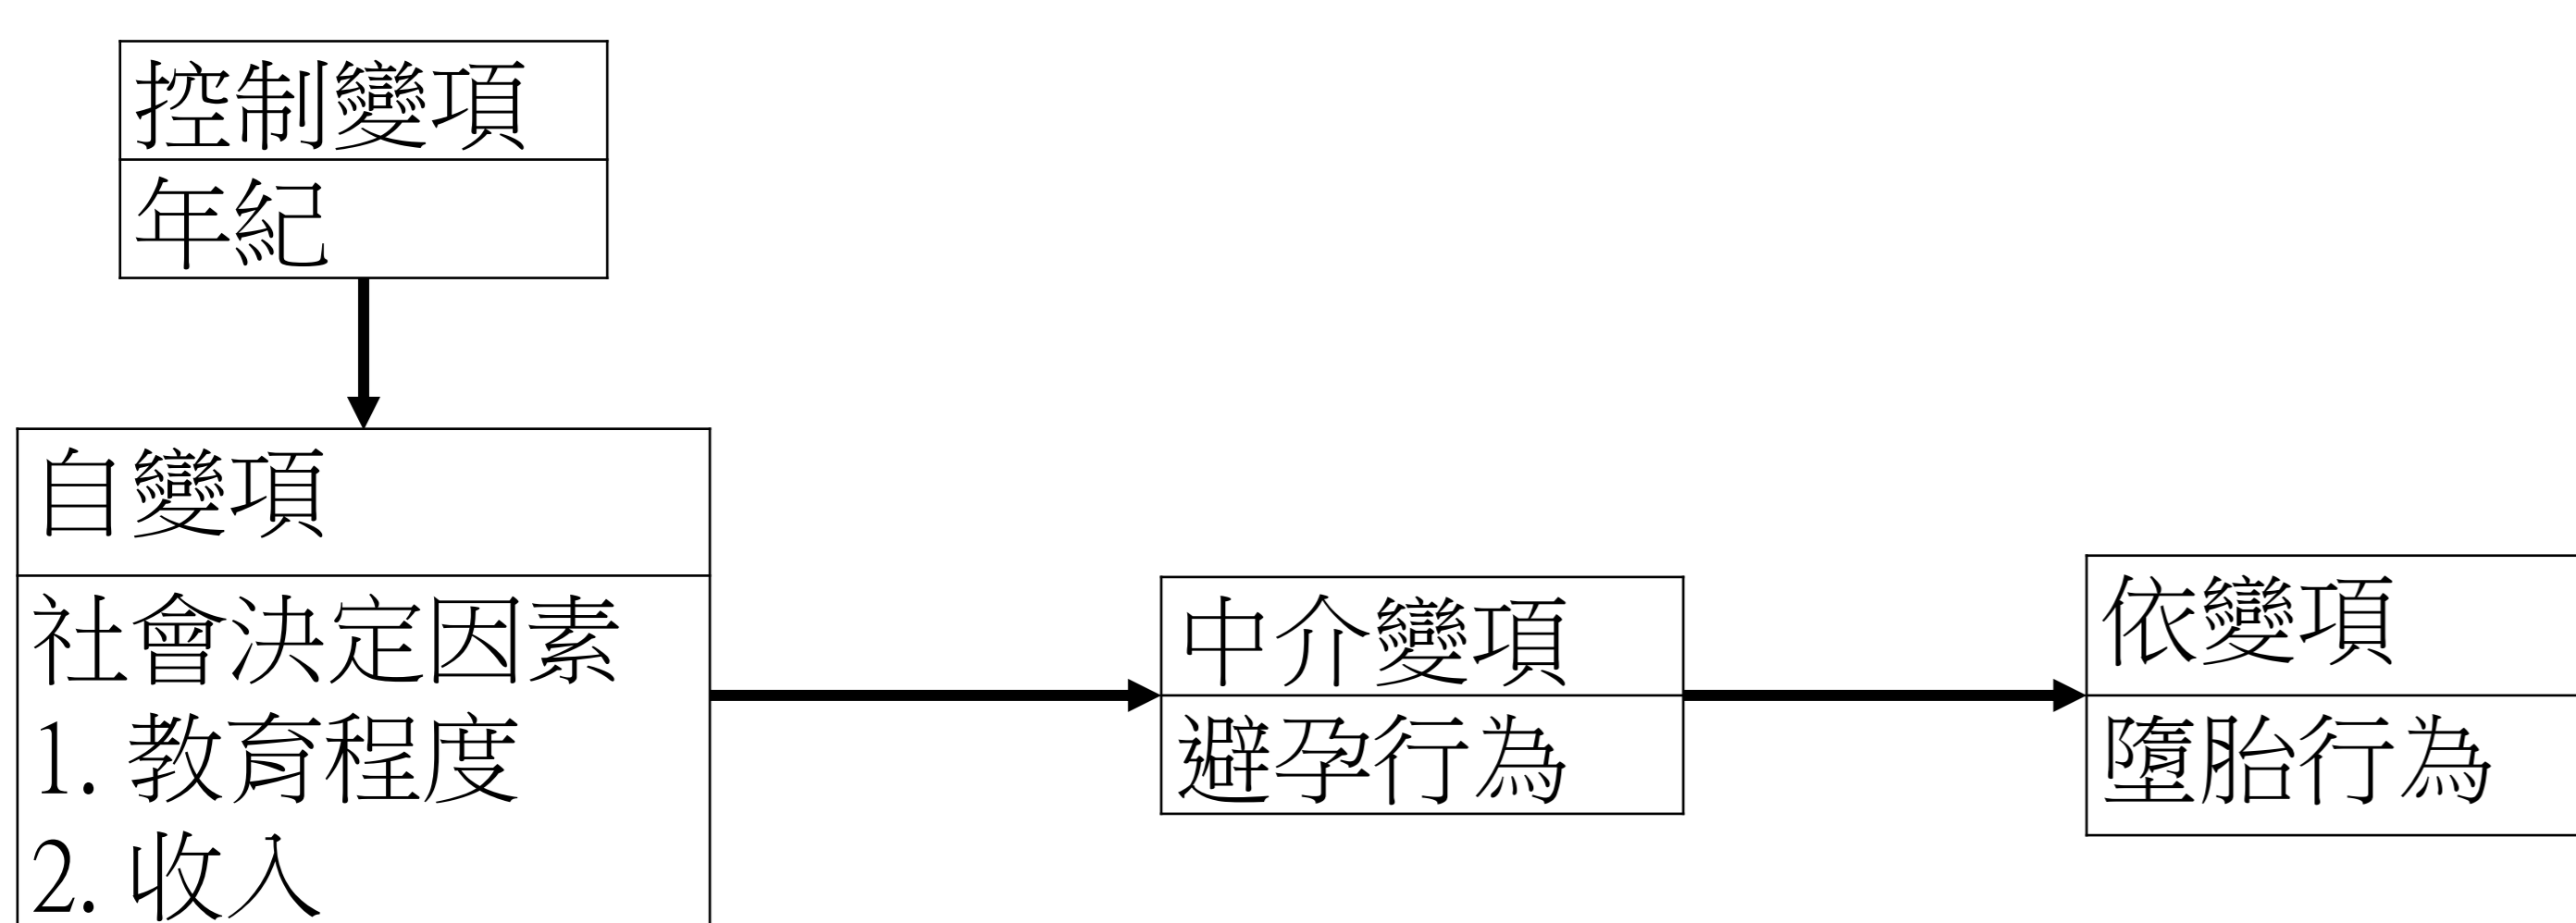 控制變項
年紀
自變項
社會決定因素
1. 教育程度
2. 收入
中介變項
避孕行為
依變項
墮胎行為